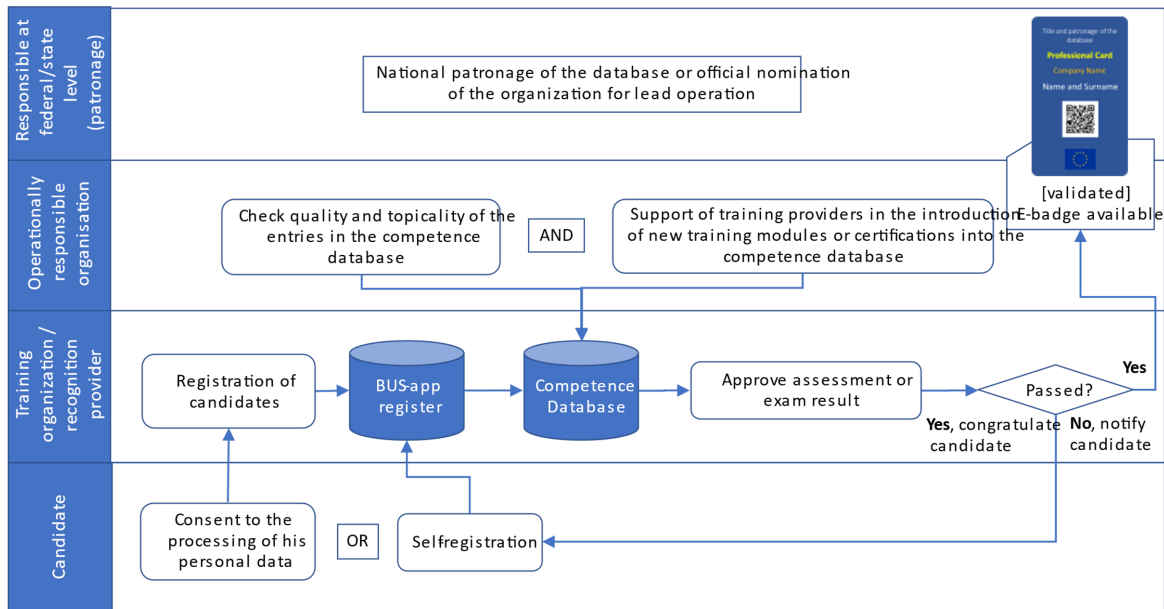 Responsible at
federal/state
level
(patronage)
National patronage of the database or official nomination
of the organization for lead operation
Title and patronage of the
database
Professional Card
Company Name
Name and Surname
Operationally
responsible
organisation
Check quality and topicality of the
entries in the competence
database
AND
Support of training providers in the introduction
of new training modules or certifications into the
competence database
[validated]
E-badge available
Training
organization /
recognition
provider
Registration of
candidates
BUS-app
register
Competence
Database
Approve assessment or
exam result
Passed?
Yes
Yes, congratulate
candidate
No, notify
candidate
Candidate
Consent to the
processing of his
personal data
OR
Selfregistration